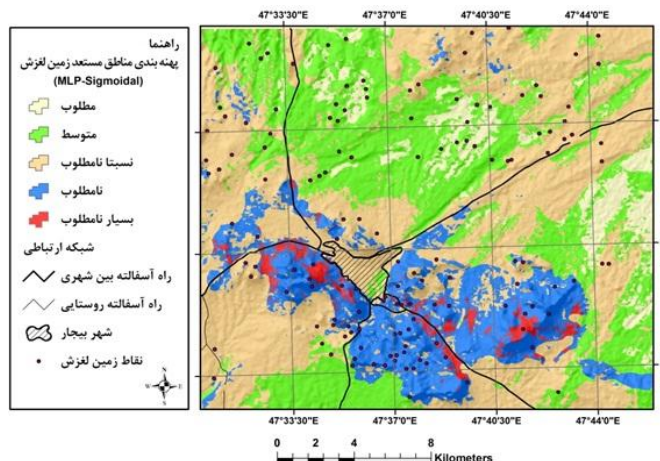 راهنما
پهنه بندی مناطق مستعد زمین لغزش
(MLP-Sigmoidal)
مطلوب
متوسط
نسبتا نامطلوب
نامطلوب
بسیار نامطلوب
شبکه ارتباطی
راه آسفالته بین شهری
راه آسفالته روستایی
شهر بیجار
نقاط زمین لغزش
W N E S
47°33'30"E 47°37'0"E 47°40'30"E 47°44'0"E
47°33'30"E 47°37'0"E 47°40'30"E 47°44'0"E
0 2 4 8
Kilometers